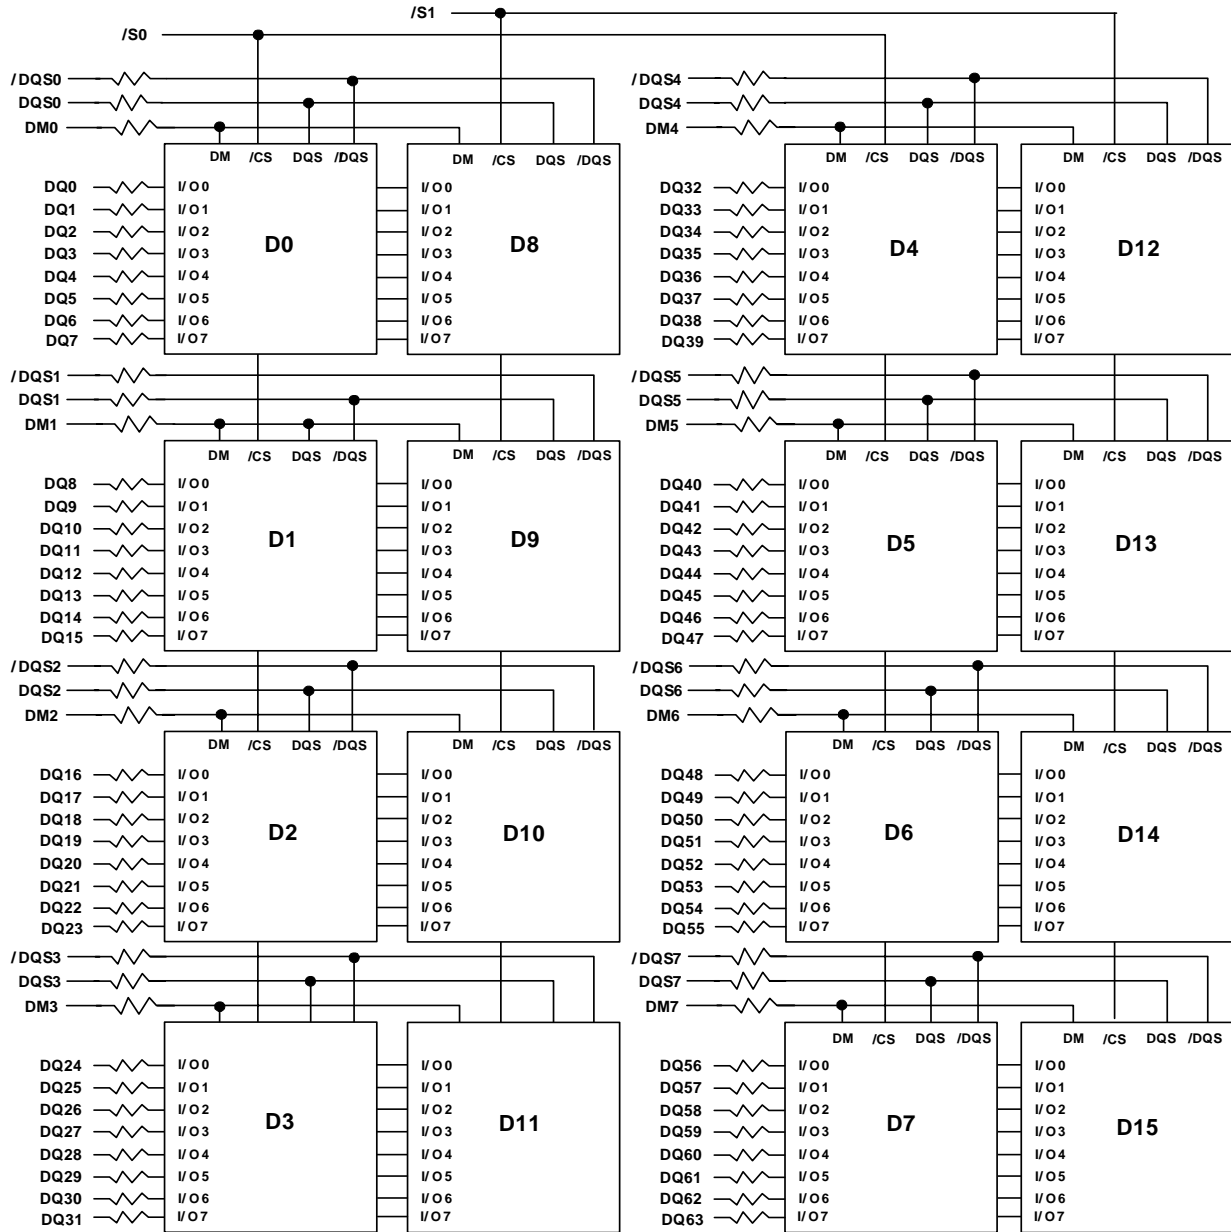 /S1
/S0
/DQS0
DQS0
DM0
DM /CS DQS /DQS
DM /CS DQS /DQS
DQ0 I/O0 I/O0
DQ1 I/O1 I/O1
DQ2 I/O2 I/O2
DQ3 I/O3 I/O3
DQ4 I/O4 I/O4
DQ5 I/O5 I/O5
DQ6 I/O6 I/O6
DQ7 I/O7 I/O7
D0 D8
/DQS1
DQS1
DM1
DM /CS DQS /DQS
DM /CS DQS /DQS
DQ8 I/O0 I/O0
DQ9 I/O1 I/O1
DQ10 I/O2 I/O2
DQ11 I/O3 I/O3
DQ12 I/O4 I/O4
DQ13 I/O5 I/O5
DQ14 I/O6 I/O6
DQ15 I/O7 I/O7
D1 D9
/DQS2
DQS2
DM2
DM /CS DQS /DQS
DM /CS DQS /DQS
DQ16 I/O0 I/O0
DQ17 I/O1 I/O1
DQ18 I/O2 I/O2
DQ19 I/O3 I/O3
DQ20 I/O4 I/O4
DQ21 I/O5 I/O5
DQ22 I/O6 I/O6
DQ23 I/O7 I/O7
D2 D10
/DQS3
DQS3
DM3
DQ24 I/O0 I/O0
DQ25 I/O1 I/O1
DQ26 I/O2 I/O2
DQ27 I/O3 I/O3
DQ28 I/O4 I/O4
DQ29 I/O5 I/O5
DQ30 I/O6 I/O6
DQ31 I/O7 I/O7
D3 D11
/DQS4
DQS4
DM4
DM /CS DQS /DQS
DM /CS DQS /DQS
DQ32 I/O0 I/O0
DQ33 I/O1 I/O1
DQ34 I/O2 I/O2
DQ35 I/O3 I/O3
DQ36 I/O4 I/O4
DQ37 I/O5 I/O5
DQ38 I/O6 I/O6
DQ39 I/O7 I/O7
D4 D12
/DQS5
DQS5
DM5
DM /CS DQS /DQS
DM /CS DQS /DQS
DQ40 I/O0 I/O0
DQ41 I/O1 I/O1
DQ42 I/O2 I/O2
DQ43 I/O3 I/O3
DQ44 I/O4 I/O4
DQ45 I/O5 I/O5
DQ46 I/O6 I/O6
DQ47 I/O7 I/O7
D5 D13
/DQS6
DQS6
DM6
DM /CS DQS /DQS
DM /CS DQS /DQS
DQ48 I/O0 I/O0
DQ49 I/O1 I/O1
DQ50 I/O2 I/O2
DQ51 I/O3 I/O3
DQ52 I/O4 I/O4
DQ53 I/O5 I/O5
DQ54 I/O6 I/O6
DQ55 I/O7 I/O7
D6 D14
/DQS7
DQS7
DM7
DM /CS DQS /DQS
DM /CS DQS /DQS
DQ56 I/O0 I/O0
DQ57 I/O1 I/O1
DQ58 I/O2 I/O2
DQ59 I/O3 I/O3
DQ60 I/O4 I/O4
DQ61 I/O5 I/O5
DQ62 I/O6 I/O6
DQ63 I/O7 I/O7
D7 D15